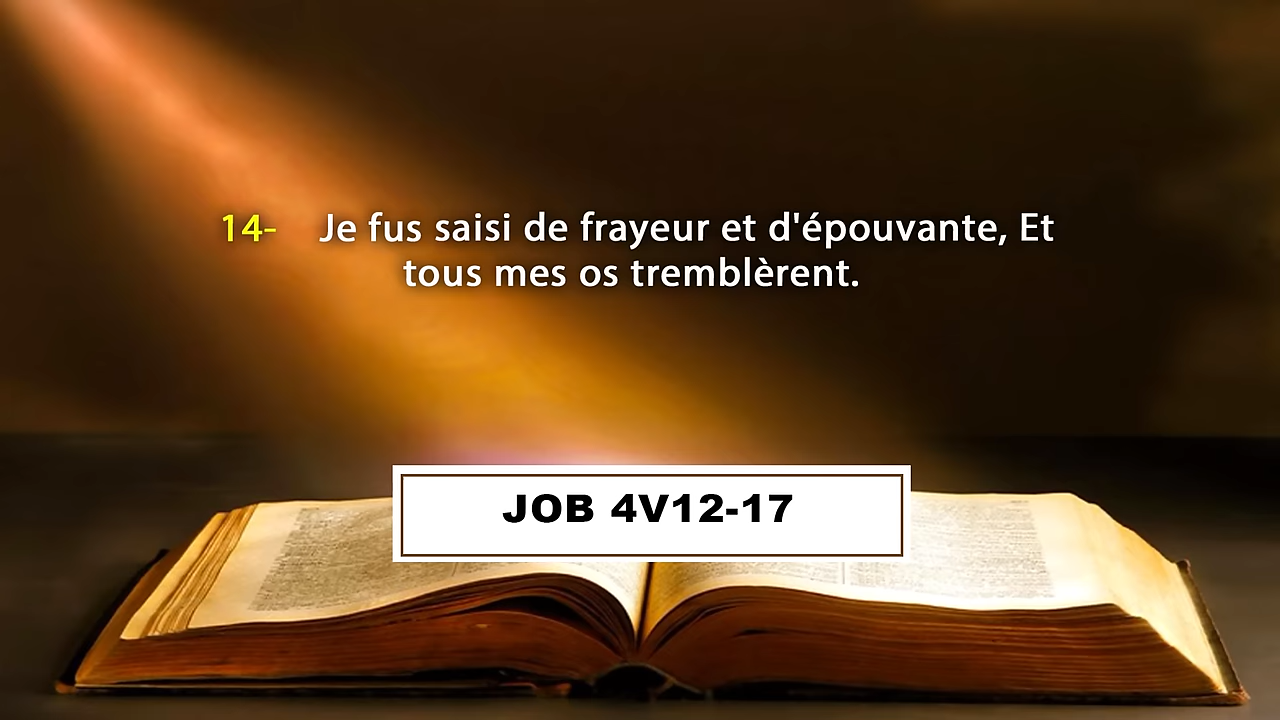 14- Je fus saisi de frayeur et d'épouvante, Et
tous mes os tremblèrent.
JOB 4V12-17